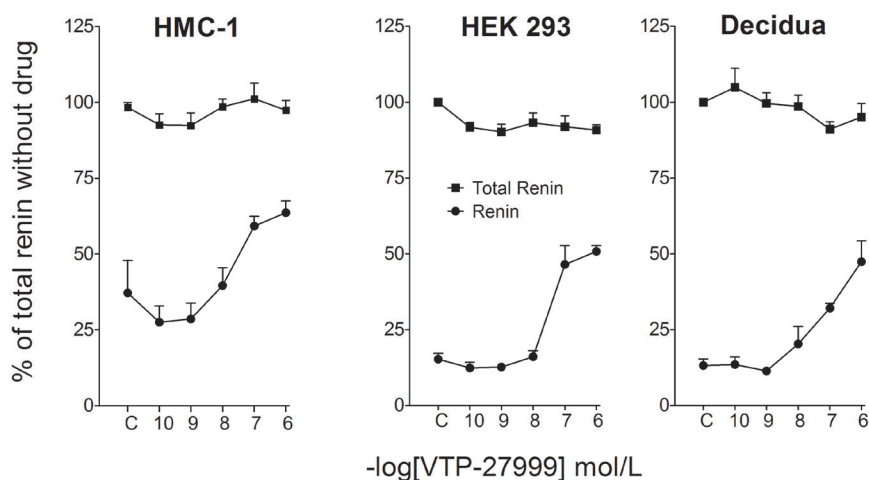 HMC-1
HEK 293
Decidua
% of total renin without drug
125
100
75
50
25
0
C 10 9 8 7 6
125
100
75
50
25
0
Total Renin
Renin
C 10 9 8 7 6
125
100
75
50
25
0
C 10 9 8 7 6
-log[VTP-27999] mol/L